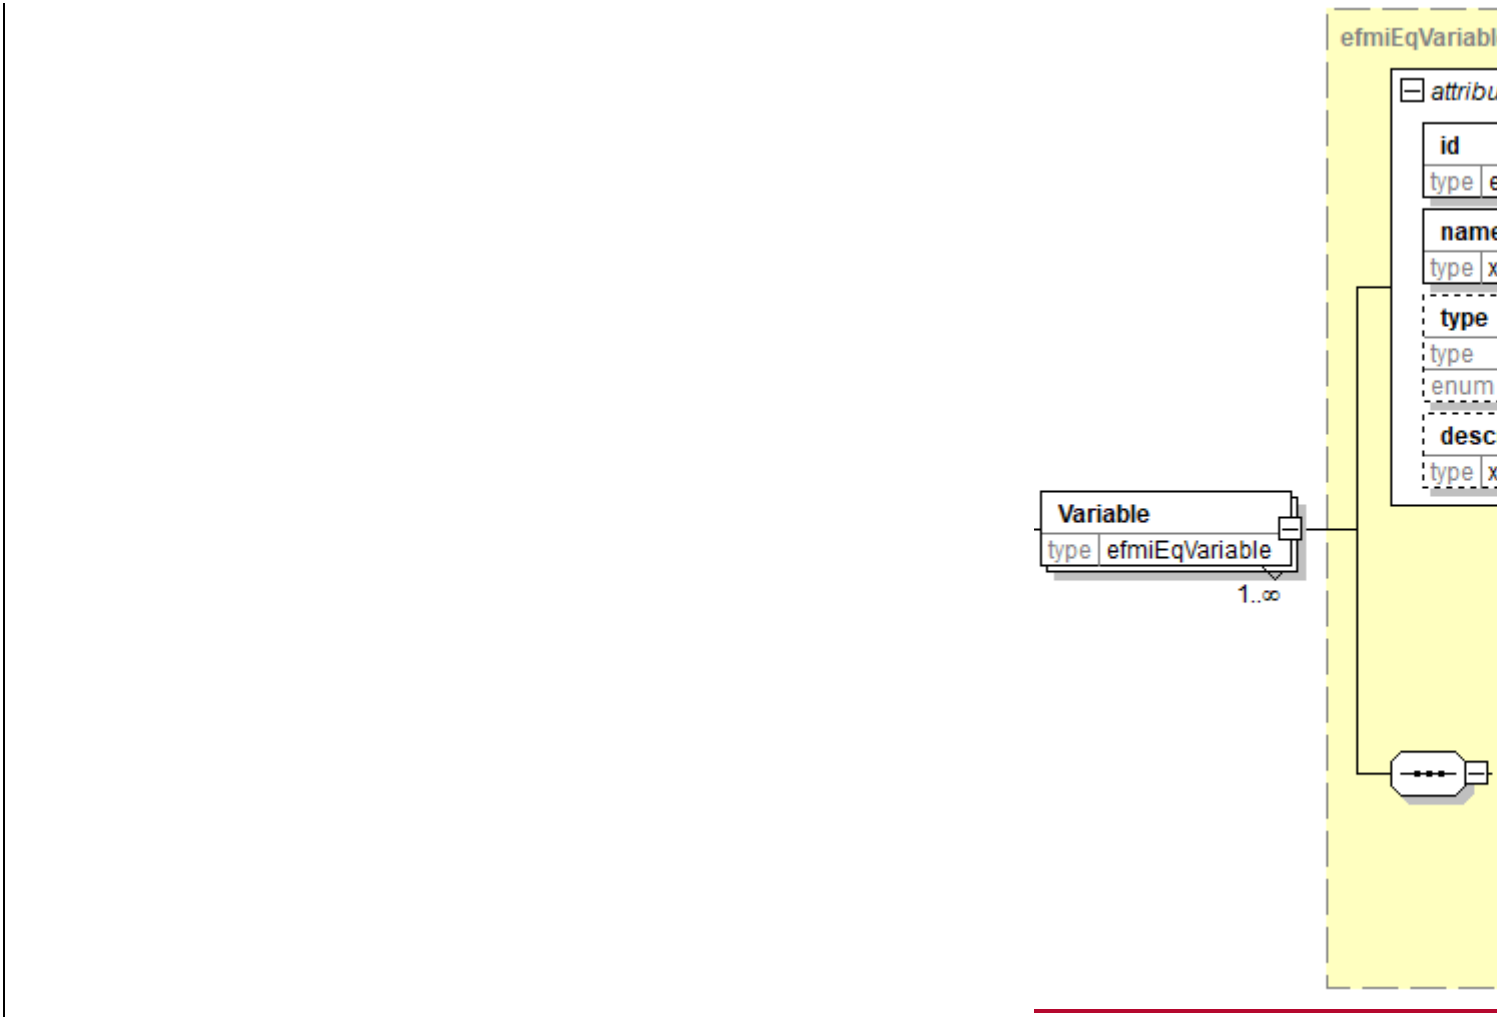 efmiEqVariabl
attribu
id
type e
name
type x
type
type
enum
desc
type x
Variable
type efmiEqVariable
1..∞